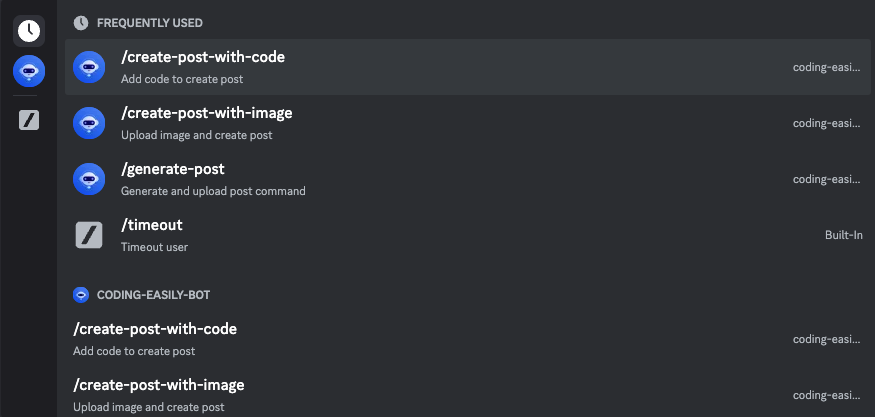 FREQUENTLY USED
/create-post-with-code
Add code to create post
coding-easi...
/create-post-with-image
Upload image and create post
coding-easi...
/generate-post
Generate and upload post command
coding-easi...
/timeout
Timeout user
Built-In
CODING-EASILY-BOT
/create-post-with-code
Add code to create post
coding-easi...
/create-post-with-image
Upload image and create post
coding-easi...